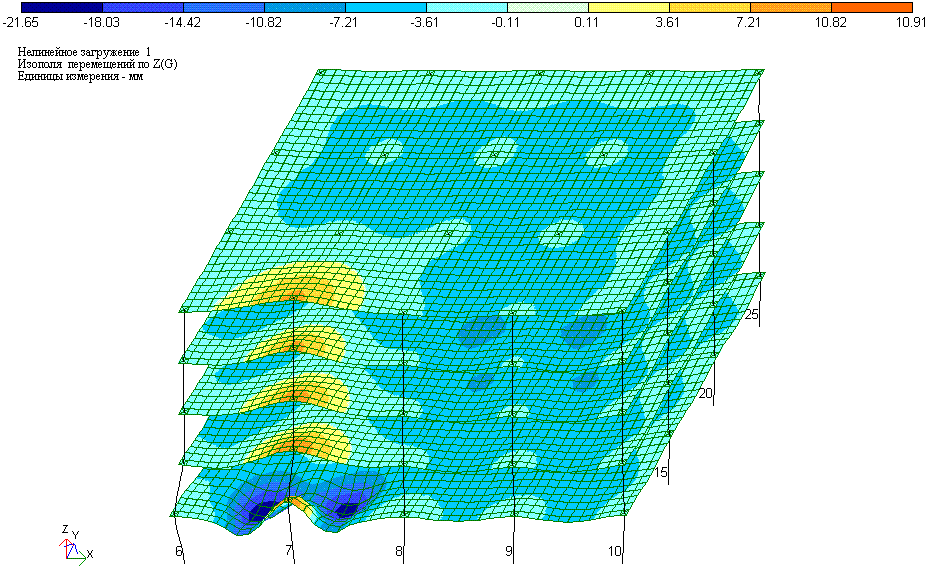 -21.65 -18.03 -14.42 -10.82 -7.21 -3.61 -0.11 0.11 3.61 7.21 10.82 10.91
Нелинейное загружение 1
Изополя перемещений по Z(G)
Единицы измерения - мм
25
20
15
Z
Y
X
6 7 8 9 10